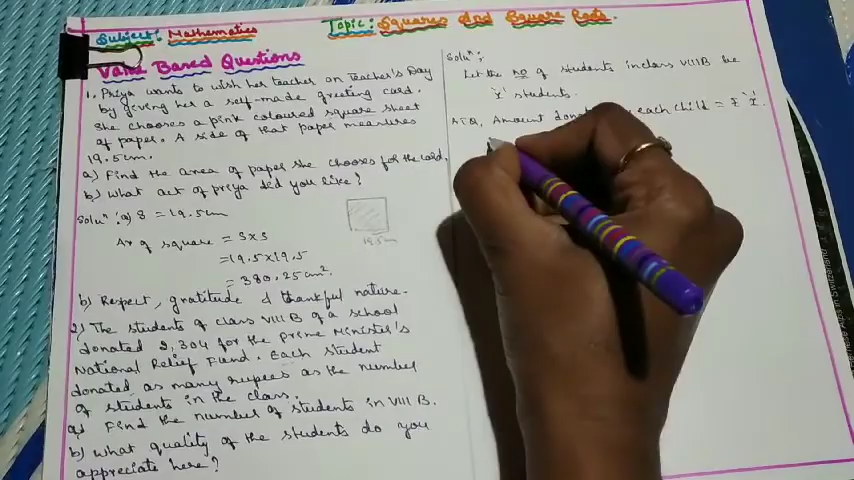 Subject: Mathematics
Topic: Squares and Square Roots.
Value Based Questions
1. Priya wants to wish her teacher on Teacher's Day
by giving her a self-made greeting card.
She chooses a pink coloured square sheet
of paper. A side of that paper measures
19.5cm.
a) Find the area of paper she chooses for the card.
b) What act of priya did you like?
Soluⁿ: a) S = 19.5cm
Ar of square = S x S
= 19.5 x 19.5
= 380.25 cm².
19.5cm
b) Respect, gratitude & thankful nature.
2) The students of class VIII B of a school
donated 2,304 for the Prime Minister's
National Relief Fund. Each student
donated as many rupees as the number
of students in the class.
a) Find the number of students in VIII B.
b) What quality of the students do you
appreciate here?
Soluⁿ:
Let the no of students in class VIII B be
'x' students.
ATQ, Amount each child = ₹ 'x'.